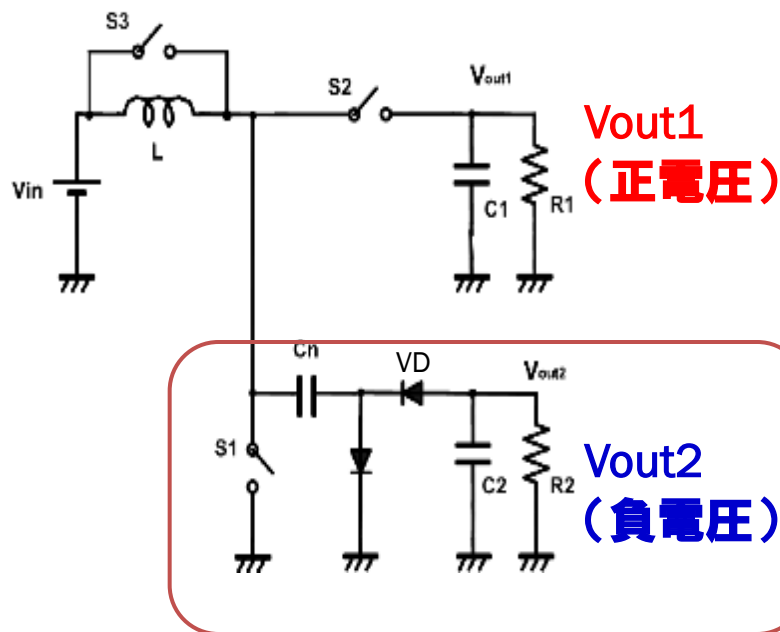 S3
S2
Vout1
Vout1
L
Vin
(正電圧)
C1
R1
Cn
VD
Vout2
S1
Vout2
C2
R2
(負電圧)